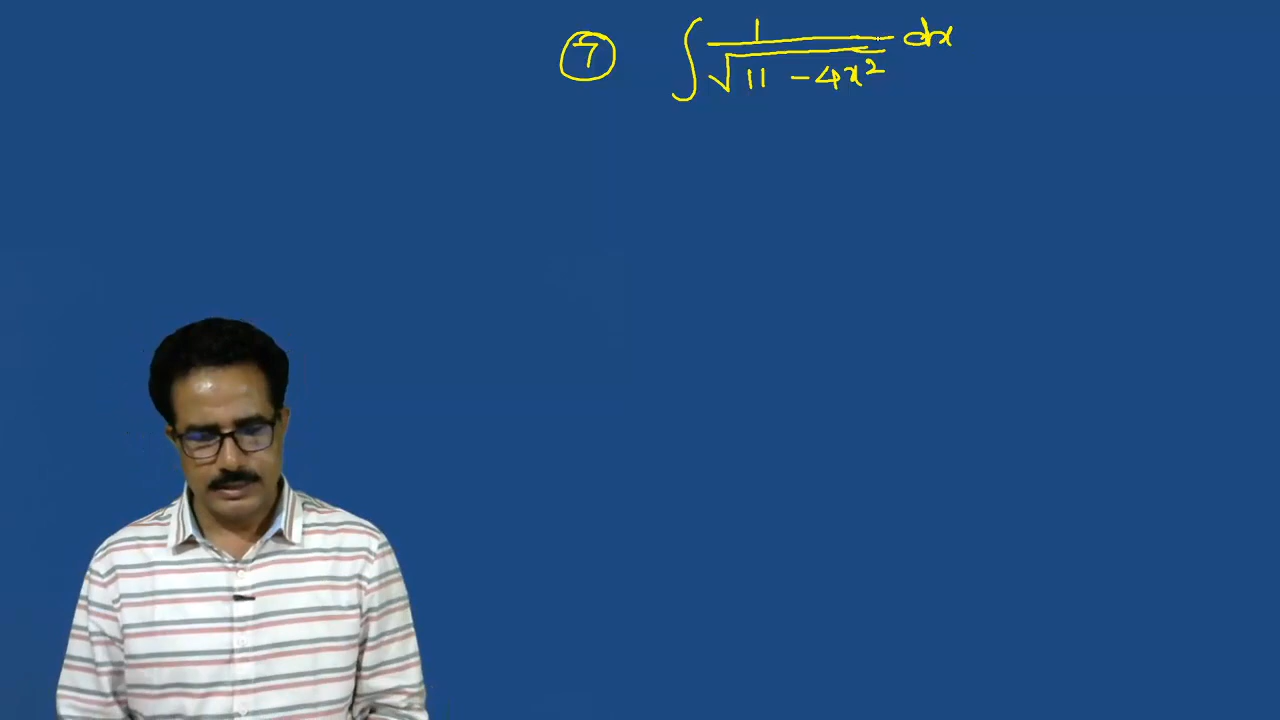 ⑦ ∫ 1/√(11 - 4x²) dx